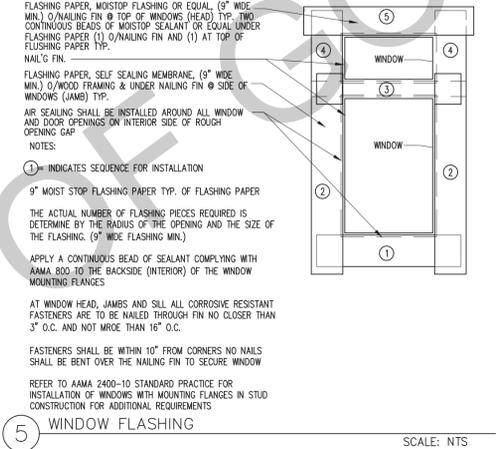 FLASHING PAPER, MOISTOP FLASHING OR EQUAL, (9" WIDE
MIN.) O/NAILING FIN @ TOP OF WINDOWS (HEAD) TYP. TWO
CONTINUOUS BEADS OF MOISTOP SEALANT OR EQUAL UNDER
FLASHING PAPER (1) O/NAILING FIN AND (1) AT TOP OF
FLUSHING PAPER TYP.
NAIL'G FIN.
FLASHING PAPER, SELF SEALING MEMBRANE, (9" WIDE
MIN.) O/WOOD FRAMING & UNDER NAILING FIN @ SIDE OF
WINDOWS (JAMB) TYP.
AIR SEALING SHALL BE INSTALLED AROUND ALL WINDOW
AND DOOR OPENINGS ON INTERIOR SIDE OF ROUGH
OPENING GAP
NOTES:
1 = INDICATES SEQUENCE FOR INSTALLATION
9" MOIST STOP FLASHING PAPER TYP. OF FLASHING PAPER
THE ACTUAL NUMBER OF FLASHING PIECES REQUIRED IS
DETERMINE BY THE RADIUS OF THE OPENING AND THE SIZE OF
THE FLASHING. (9" WIDE FLASHING MIN.)
APPLY A CONTINUOUS BEAD OF SEALANT COMPLYING WITH
AAMA 800 TO THE BACKSIDE (INTERIOR) OF THE WINDOW
MOUNTING FLANGES
AT WINDOW HEAD, JAMBS AND SILL ALL CORROSIVE RESISTANT
FASTENERS ARE TO BE NAILED THROUGH FIN NO CLOSER THAN
3" O.C. AND NOT MROE THAN 16" O.C.
FASTENERS SHALL BE WITHIN 10" FROM CORNERS NO NAILS
SHALL BE BENT OVER THE NAILING FIN TO SECURE WINDOW
REFER TO AAMA 2400-10 STANDARD PRACTICE FOR
INSTALLATION OF WINDOWS WITH MOUNTING FLANGES IN STUD
CONSTRUCTION FOR ADDITIONAL REQUIREMENTS
5
4
4
WINDOW
3
WINDOW
2
2
1
5 WINDOW FLASHING
SCALE: NTS
OF GO